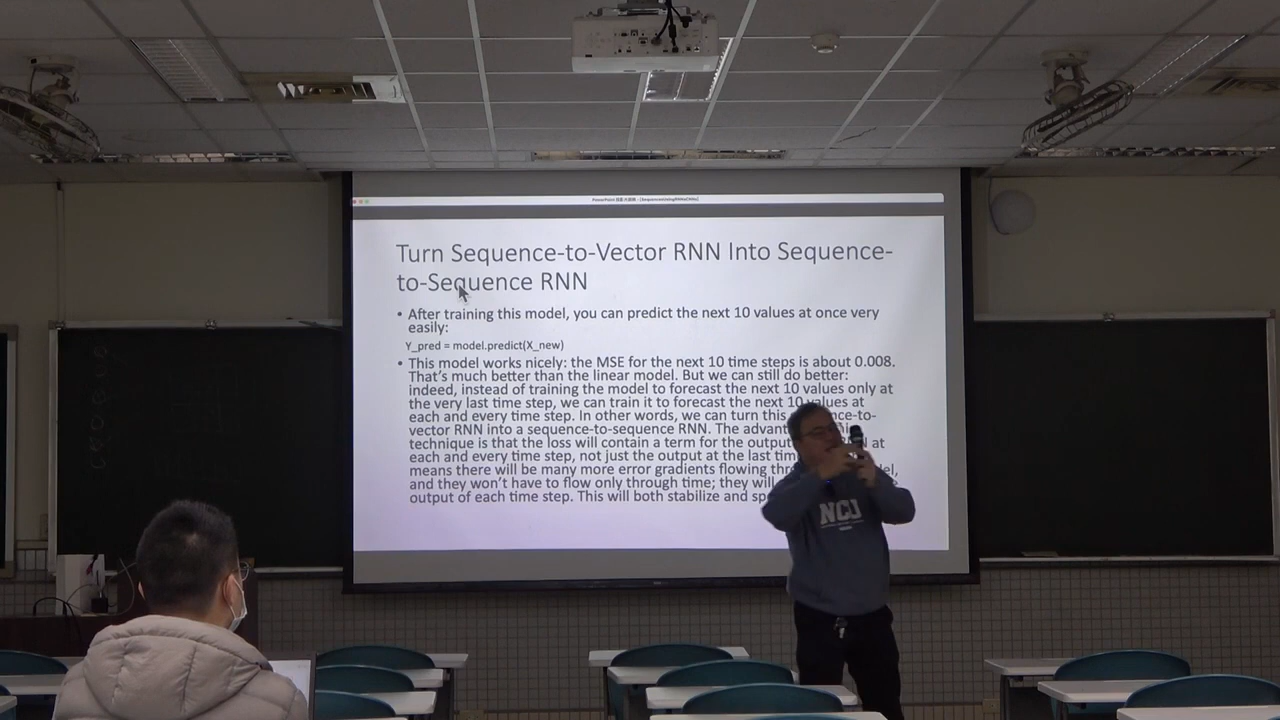 PowerPoint - [SequencesUsingRNNsCNNs]
Turn Sequence-to-Vector RNN Into Sequence-
to-Sequence RNN
• After training this model, you can predict the next 10 values at once very
easily:
Y_pred = model.predict(X_new)
• This model works nicely: the MSE for the next 10 time steps is about 0.008.
That's much better than the linear model. But we can still do better:
indeed, instead of training the model to forecast the next 10 values only at
the very last time step, we can train it to forecast the next 10 values at
each and every time step. In other words, we can turn this
-to-
vector RNN into a sequence-to-sequence RNN. The
technique is that the loss will contain a term for the output
at
each and every time step, not just the output at the last
means there will be many more error gradients flowing
and they won't have to flow only through time; they will
output of each time step. This will both stabilize and
NCU